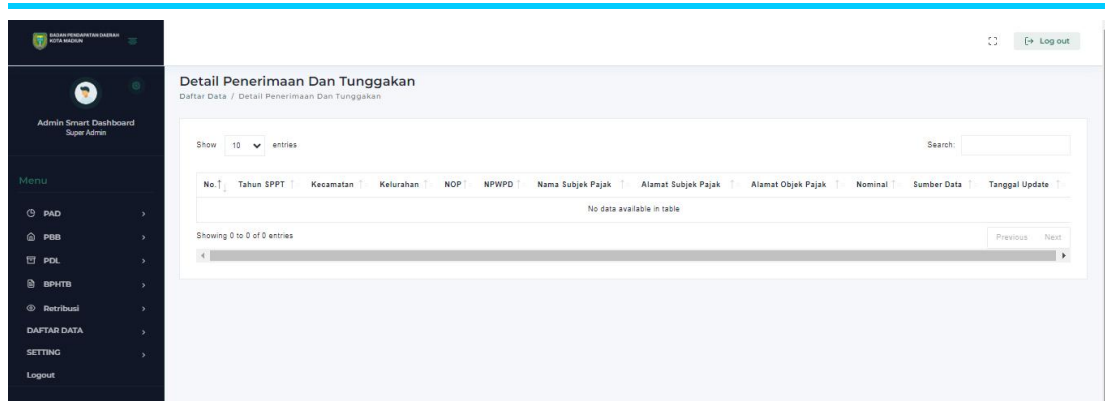 BADAN PENDAPATAN DAERAH
KOTA MADIUN
Log out
Admin Smart Dashboard
Super Admin
Menu
PAD
PBB
PDL
BPHTB
Retribusi
DAFTAR DATA
SETTING
Logout
Detail Penerimaan Dan Tunggakan
Daftar Data / Detail Penerimaan Dan Tunggakan
Show 10 entries Search:
No. Tahun SPPT Kecamatan Kelurahan NOP NPWPD Nama Subjek Pajak Alamat Subjek Pajak Alamat Objek Pajak Nominal Sumber Data Tanggal Update
No data available in table
Showing 0 to 0 of 0 entries Previous Next